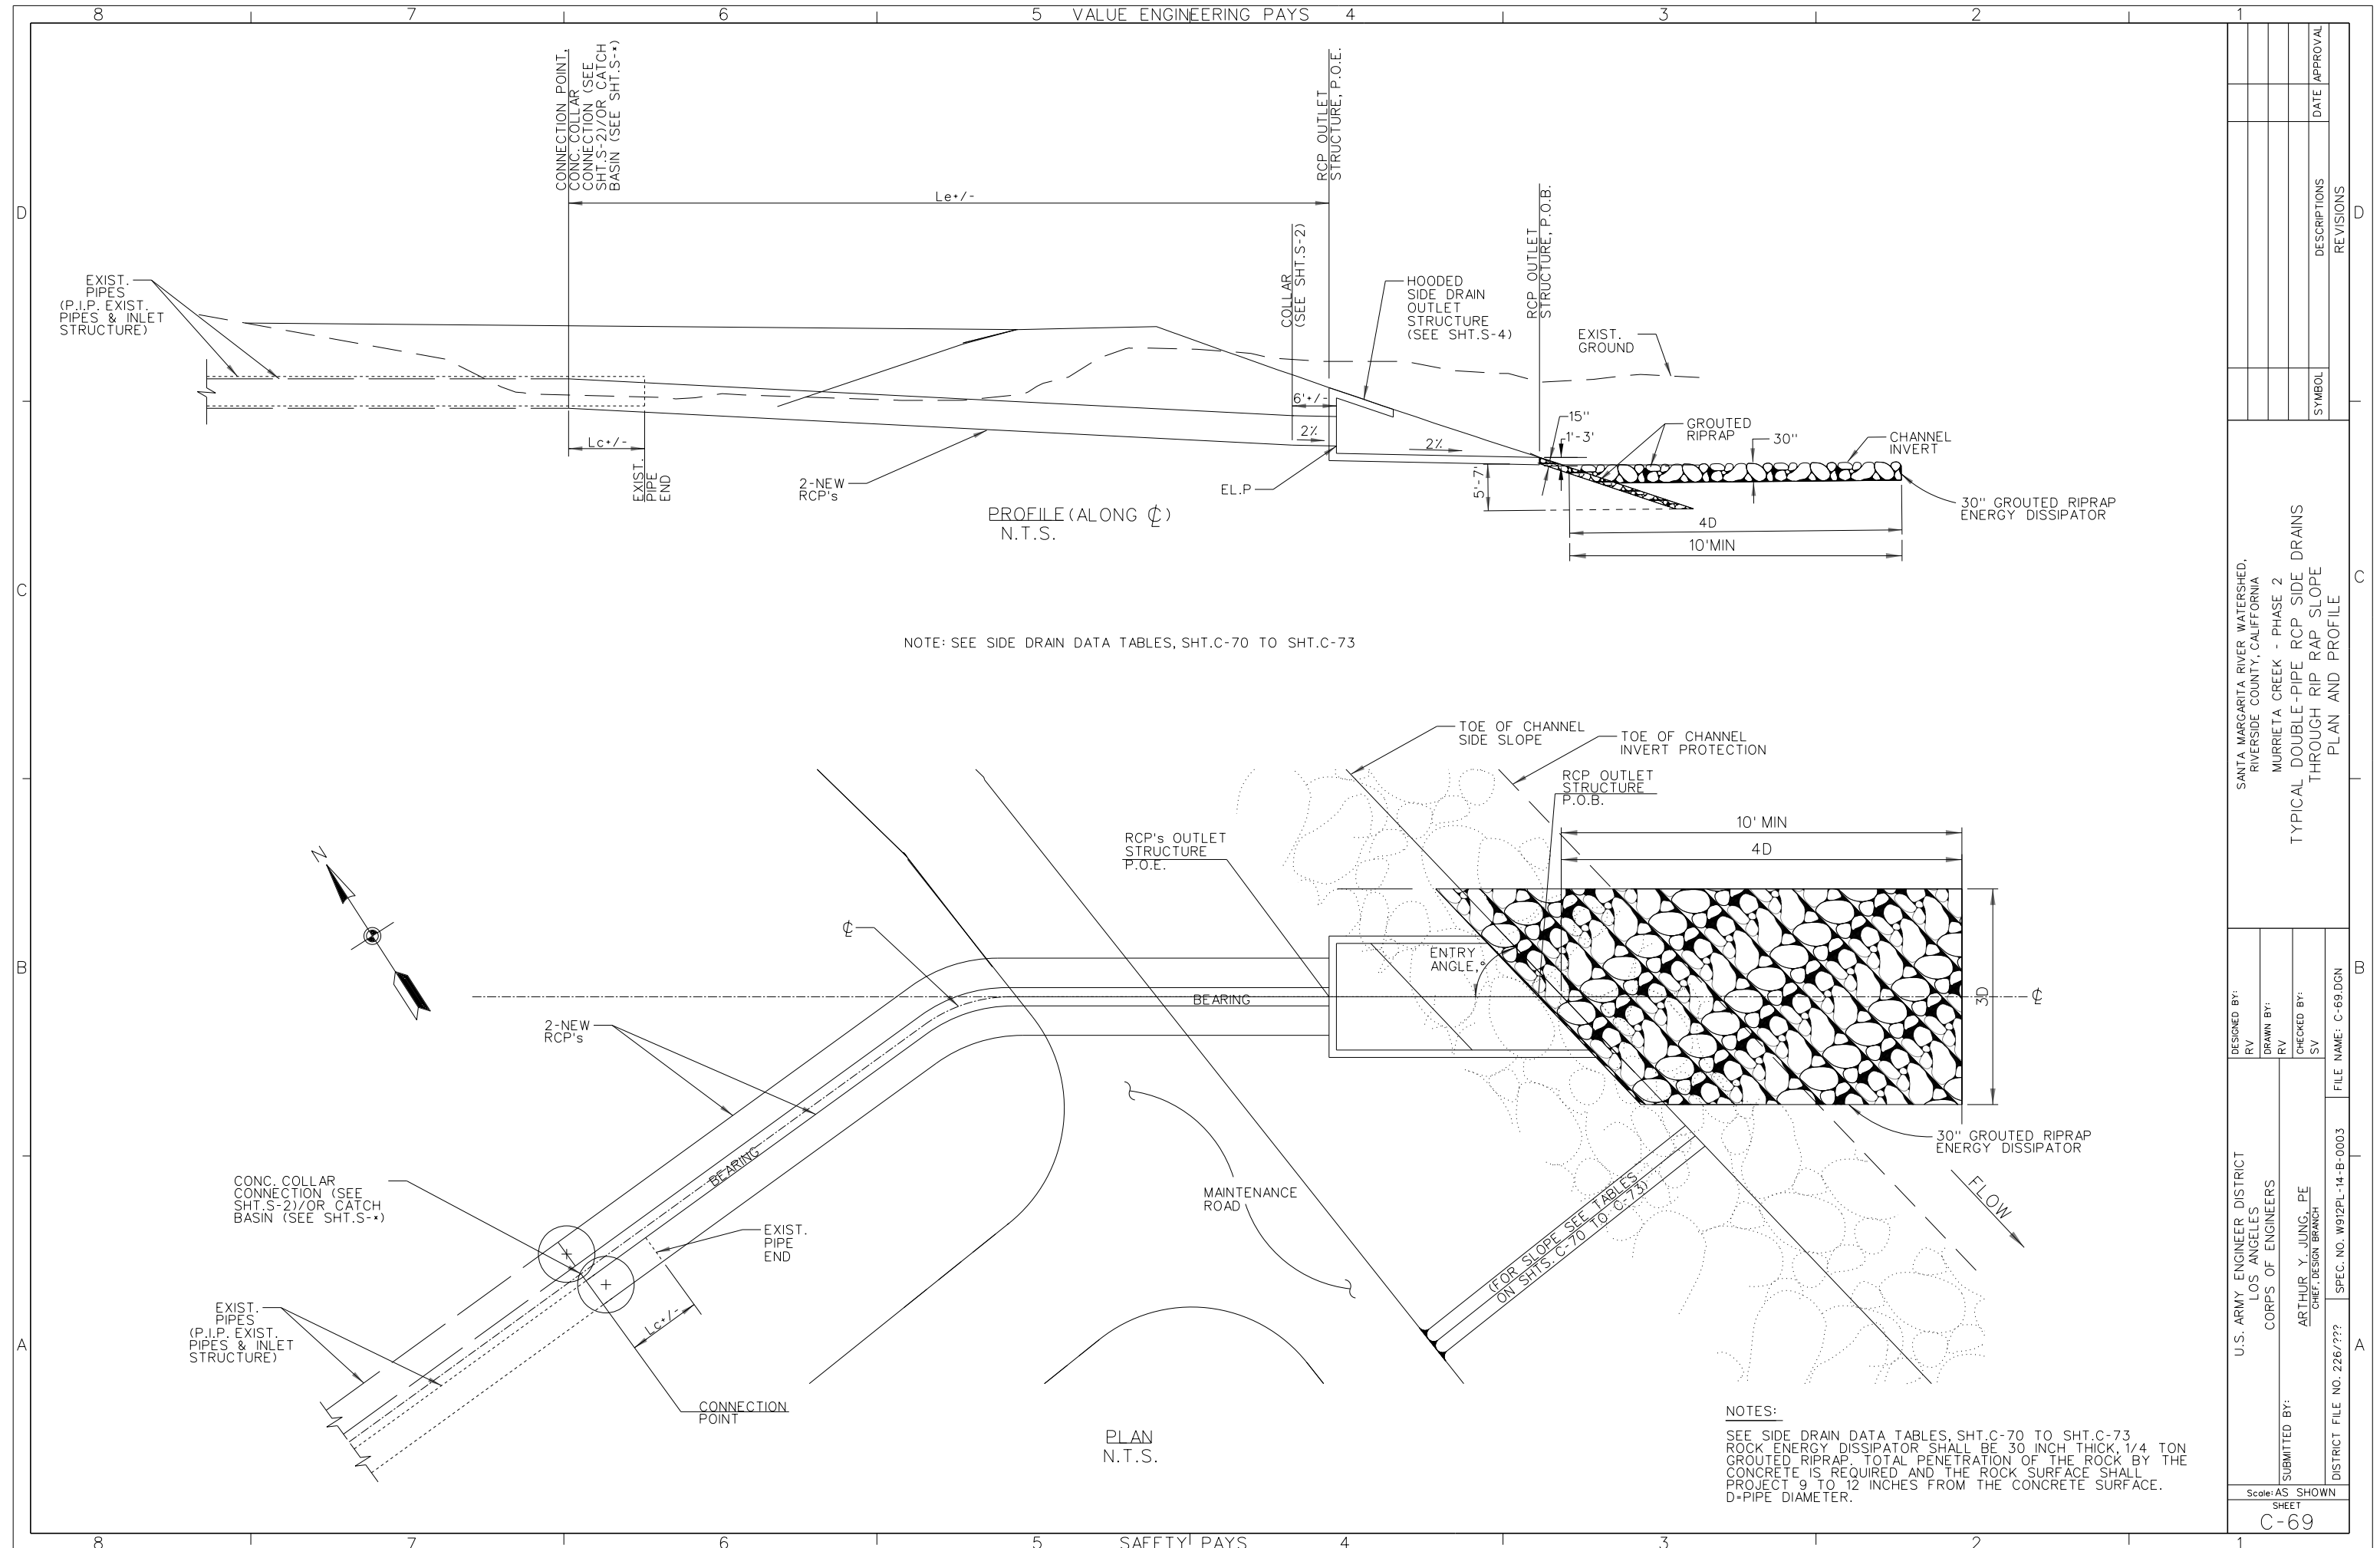 8
7
6
5
VALUE ENGINEERING PAYS
4
3
2
1
D
C
B
A
CONNECTION POINT,
CONC. COLLAR
CONNECTION (SEE
SHT.S-2)/OR CATCH
BASIN (SEE SHT.S-*)
RCP OUTLET
STRUCTURE, P.O.E.
Le+/-
COLLAR
(SEE SHT.S-2)
RCP OUTLET
STRUCTURE, P.O.B.
HOODED
SIDE DRAIN
OUTLET
STRUCTURE
(SEE SHT.S-4)
EXIST.
GROUND
EXIST.
PIPES
(P.I.P. EXIST.
PIPES & INLET
STRUCTURE)
6'+/-
2%
2%
15"
1'-3'
GROUTED
RIPRAP
30"
CHANNEL
INVERT
Lc+/-
EXIST.
PIPE
END
2-NEW
RCP's
EL.P
5'-7'
30" GROUTED RIPRAP
ENERGY DISSIPATOR
4D
10'MIN
PROFILE (ALONG ℄)
N.T.S.
NOTE: SEE SIDE DRAIN DATA TABLES, SHT.C-70 TO SHT.C-73
TOE OF CHANNEL
SIDE SLOPE
TOE OF CHANNEL
INVERT PROTECTION
RCP OUTLET
STRUCTURE
P.O.B.
10' MIN
4D
RCP's OUTLET
STRUCTURE
P.O.E.
N
℄
ENTRY
ANGLE,°
BEARING
3D
℄
2-NEW
RCP's
BEARING
30" GROUTED RIPRAP
ENERGY DISSIPATOR
FLOW
CONC. COLLAR
CONNECTION (SEE
SHT.S-2)/OR CATCH
BASIN (SEE SHT.S-*)
MAINTENANCE
ROAD
(FOR SLOPE SEE TABLES
ON SHTS. C-70 TO C-73)
EXIST.
PIPE
END
EXIST.
PIPES
(P.I.P. EXIST.
PIPES & INLET
STRUCTURE)
Lc+/-
CONNECTION
POINT
PLAN
N.T.S.
NOTES:
SEE SIDE DRAIN DATA TABLES, SHT.C-70 TO SHT.C-73
ROCK ENERGY DISSIPATOR SHALL BE 30 INCH THICK, 1/4 TON
GROUTED RIPRAP. TOTAL PENETRATION OF THE ROCK BY THE
CONCRETE IS REQUIRED AND THE ROCK SURFACE SHALL
PROJECT 9 TO 12 INCHES FROM THE CONCRETE SURFACE.
D=PIPE DIAMETER.
SYMBOL
DESCRIPTIONS
DATE
APPROVAL
REVISIONS
SANTA MARGARITA RIVER WATERSHED,
RIVERSIDE COUNTY, CALIFORNIA
MURRIETA CREEK - PHASE 2
TYPICAL DOUBLE-PIPE RCP SIDE DRAINS
THROUGH RIP RAP SLOPE
PLAN AND PROFILE
DESIGNED BY:
RV
DRAWN BY:
RV
CHECKED BY:
SV
U.S. ARMY ENGINEER DISTRICT
LOS ANGELES
CORPS OF ENGINEERS
SUBMITTED BY:
ARTHUR Y. JUNG, PE
CHIEF, DESIGN BRANCH
DISTRICT FILE NO. 226/???
SPEC. NO. W912PL-14-B-0003
FILE NAME: C-69.DGN
Scale: AS SHOWN
SHEET
C-69
D
C
B
A
8
7
6
5
SAFETY PAYS
4
3
2
1